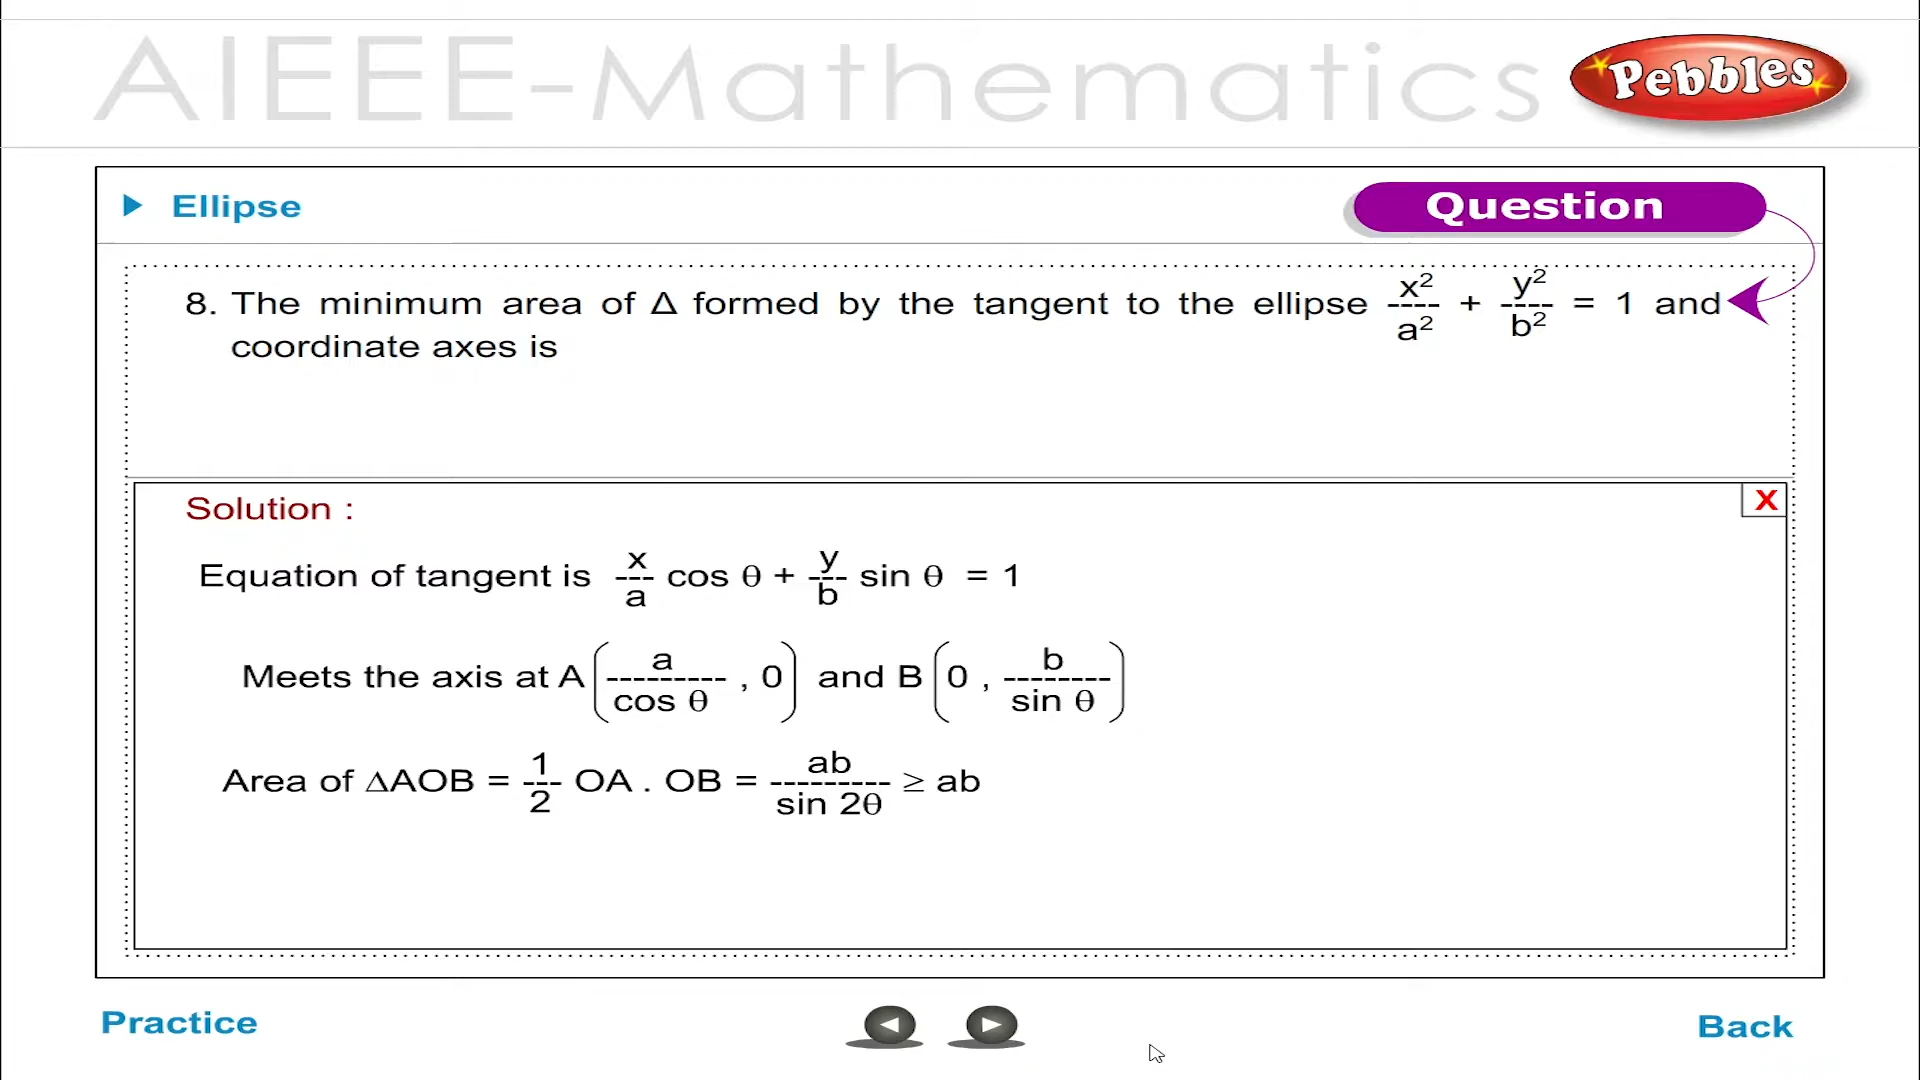 AIEEE-Mathematics
Pebbles
Ellipse
Question
8. The minimum area of Δ formed by the tangent to the ellipse x²/a² + y²/b² = 1 and
coordinate axes is
Solution :
X
Equation of tangent is x/a cos θ + y/b sin θ = 1
Meets the axis at A (a/cos θ , 0) and B (0 , b/sin θ)
Area of ΔAOB = 1/2 OA . OB = ab/sin 2θ ≥ ab
Practice
Back